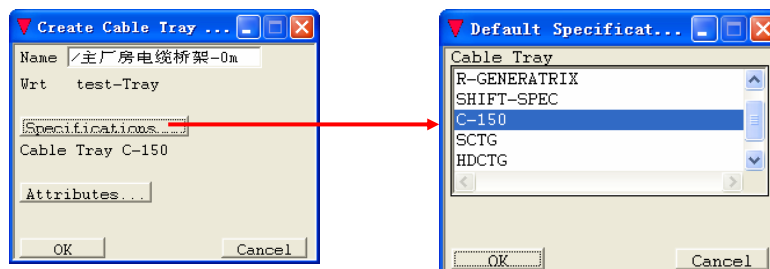 Create Cable Tray ...
Name /主厂房电缆桥架-0m
Wrt test-Tray
Specifications...
Cable Tray C-150
Attributes...
OK Cancel
Default Specificat...
Cable Tray
R-GENERATRIX
SHIFT-SPEC
C-150
SCTG
HDCTG
OK Cancel